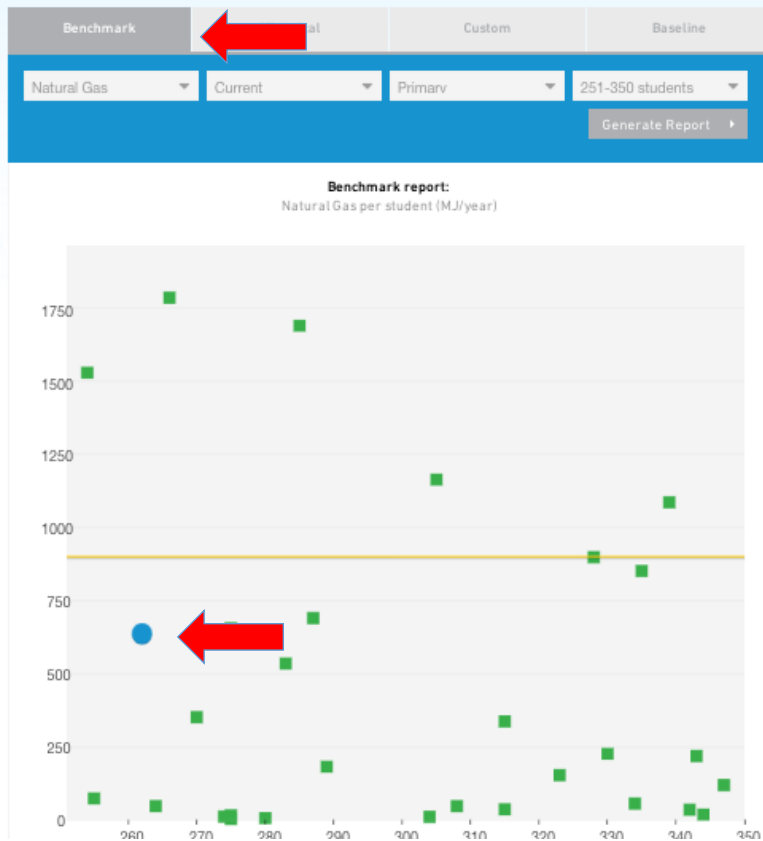 Benchmark al Custom Baseline
Natural Gas Current Primary 251-350 students
Generate Report
Benchmark report:
Natural Gas per student (MJ/year)
1750
1500
1250
1000
750
500
250
0
260 270 280 290 300 310 320 330 340 350